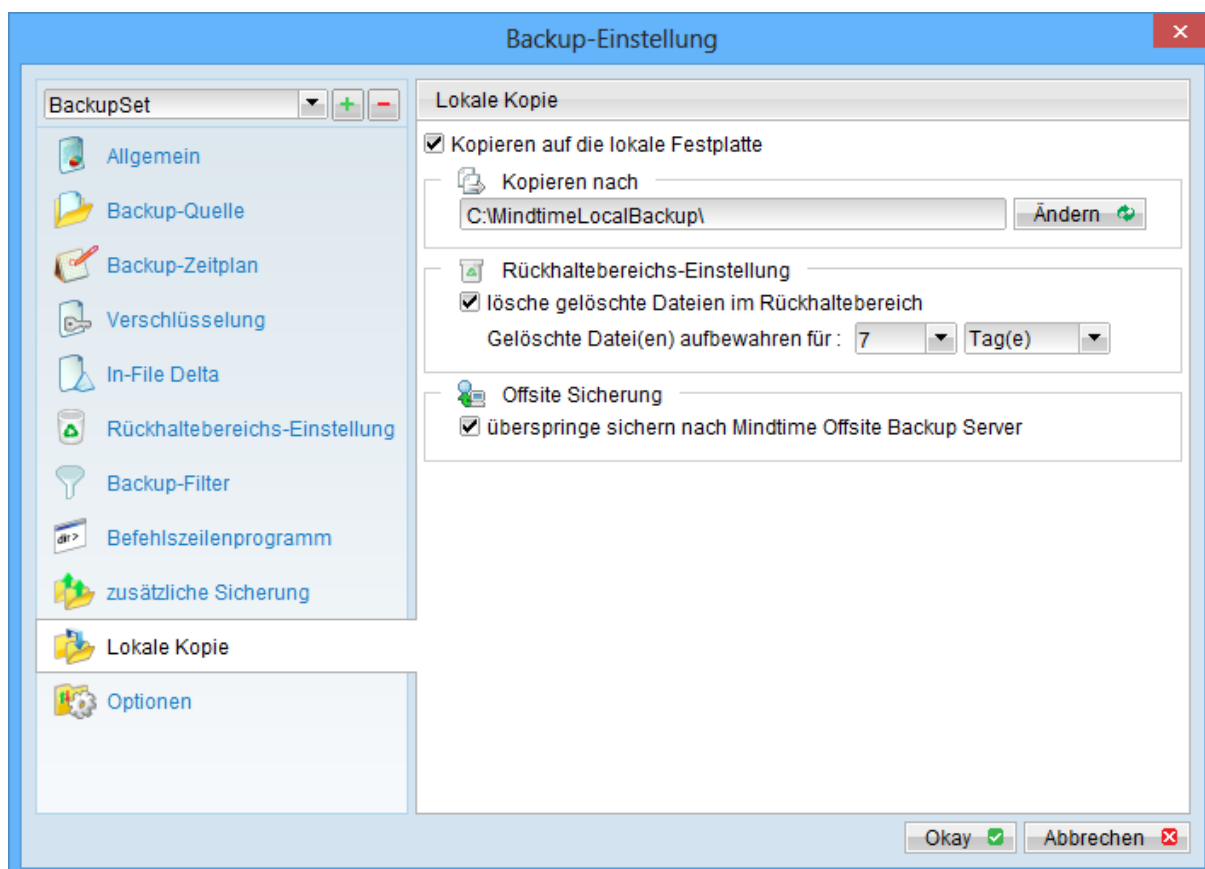 Backup-Einstellung
BackupSet
Allgemein
Backup-Quelle
Backup-Zeitplan
Verschlüsselung
In-File Delta
Rückhaltebereichs-Einstellung
Backup-Filter
dir >
Befehlszeilenprogramm
zusätzliche Sicherung
Lokale Kopie
Optionen
Lokale Kopie
Kopieren auf die lokale Festplatte
Kopieren nach
C:\MindtimeLocalBackup\ Ändern
Rückhaltebereichs-Einstellung
lösche gelöschte Dateien im Rückhaltebereich
Gelöschte Datei(en) aufbewahren für : 7 Tag(e)
Offsite Sicherung
überspringe sichern nach Mindtime Offsite Backup Server
Okay Abbrechen